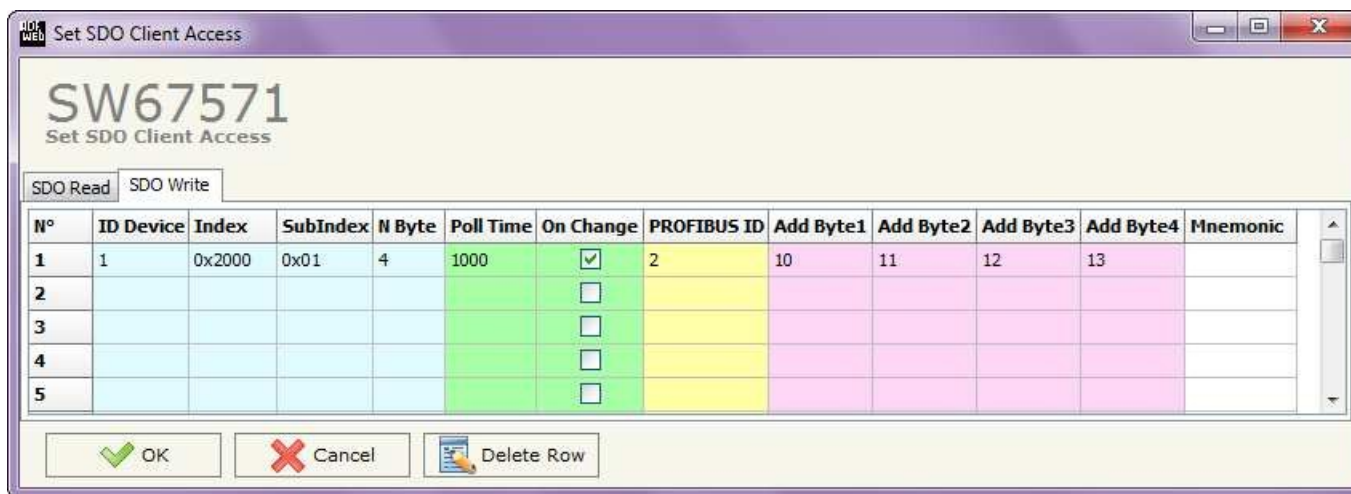 ADF WEB Set SDO Client Access
SW67571
Set SDO Client Access
SDO Read SDO Write
N° ID Device Index SubIndex N Byte Poll Time On Change PROFIBUS ID Add Byte1 Add Byte2 Add Byte3 Add Byte4 Mnemonic
1 1 0x2000 0x01 4 1000 2 10 11 12 13
2
3
4
5
OK Cancel Delete Row